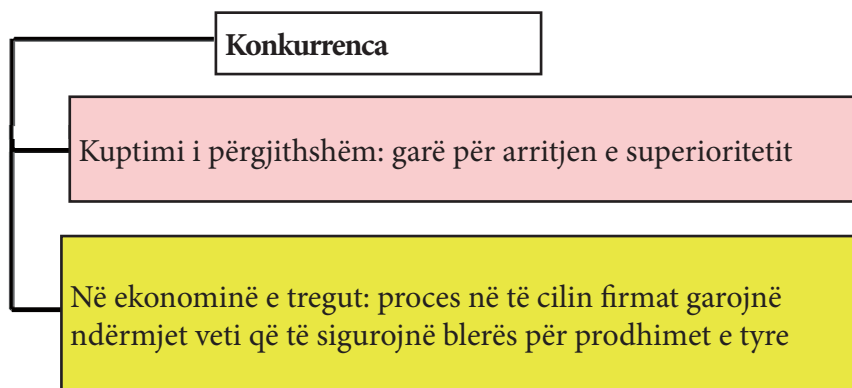 Konkurrenca
Kuptimi i përgjithshëm: garë për arritjen e superioritetit
Në ekonominë e tregut: proces në të cilin firmat garojnë
ndërmjet veti që të sigurojnë blerës për prodhimet e tyre